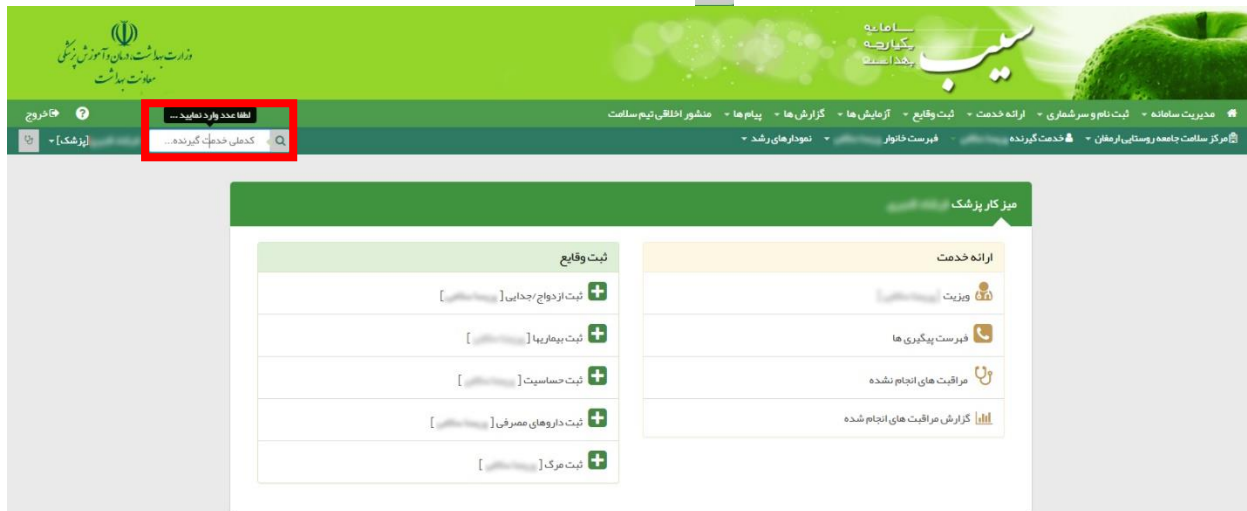 وزارت بهداشت، درمان و آموزش پزشکی
معاونت بهداشت
سامانه
یکپارچه
بهداشت
سیب
مدیریت سامانه ثبت نام و سرشماری ارائه خدمت ثبت وقایع آزمایش ها گزارش ها پیام ها منشور اخلاقی تیم سلامت
لطفا عدد وارد نمایید ...
خروج
مرکز سلامت جامعه روستایی ارمغان خدمت گیرنده فهرست خانوار نمودارهای رشد
کدملی خدمت گیرنده...
[پزشک]
میز کار پزشک
ارائه خدمت
ویزیت [ ]
فهرست پیگیری ها
مراقبت های انجام نشده
گزارش مراقبت های انجام شده
ثبت وقایع
ثبت ازدواج/جدایی [ ]
ثبت بیماریها [ ]
ثبت حساسیت [ ]
ثبت داروهای مصرفی [ ]
ثبت مرگ [ ]